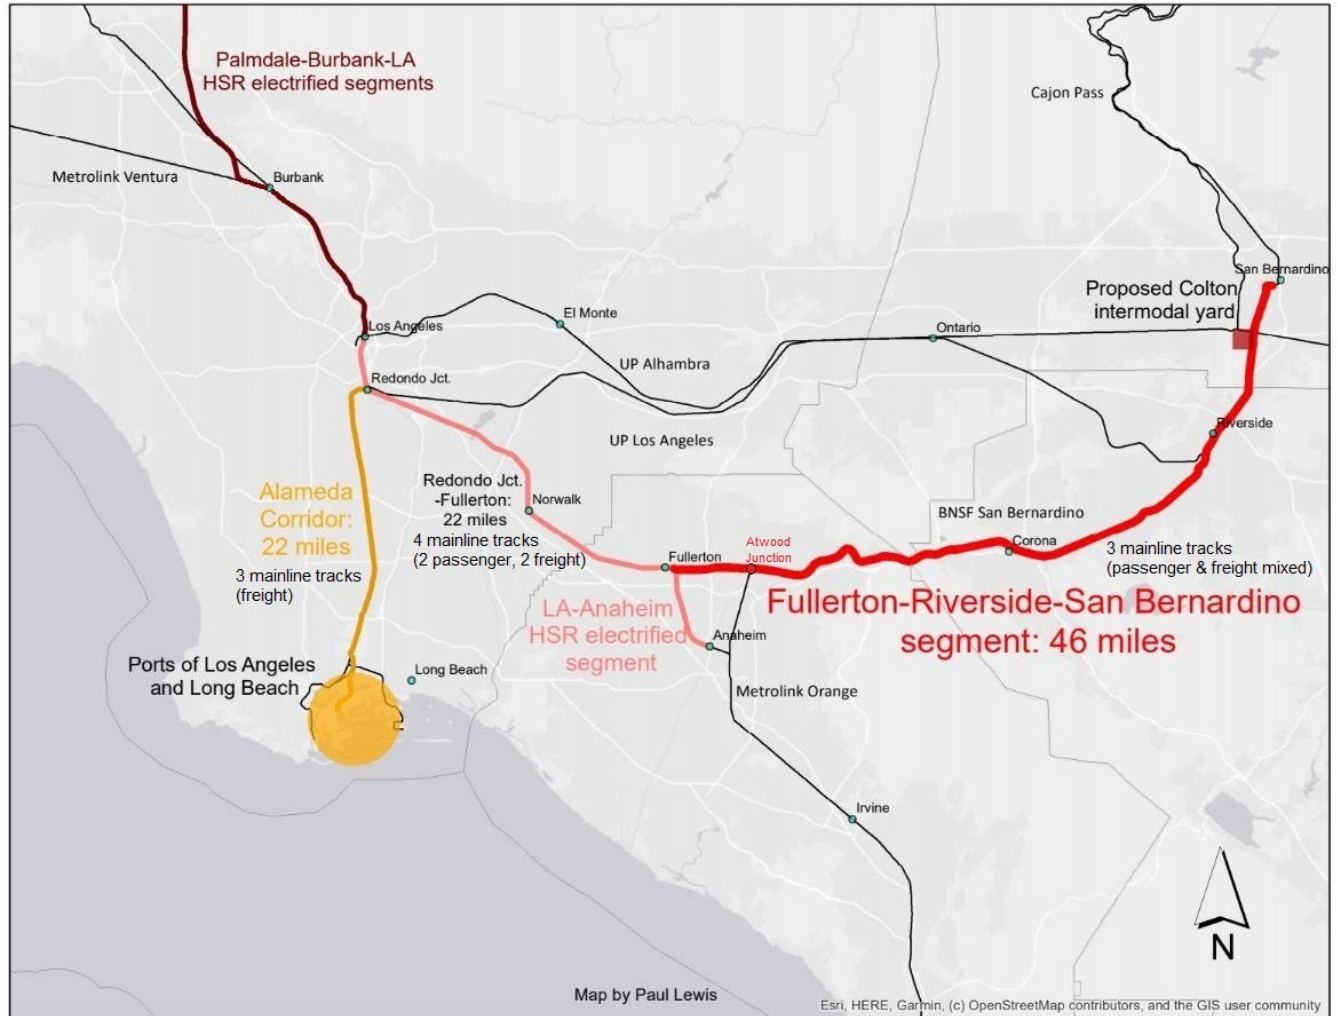 Palmdale-Burbank-LA
HSR electrified segments
Cajon Pass
Metrolink Ventura
Burbank
San Bernardino
Proposed Colton
intermodal yard
El Monte
Los Angeles
Ontario
UP Alhambra
Redondo Jct.
Riverside
UP Los Angeles
Alameda
Corridor:
22 miles
3 mainline tracks
(freight)
Redondo Jct.
-Fullerton:
22 miles
4 mainline tracks
(2 passenger, 2 freight)
Norwalk
BNSF San Bernardino
Fullerton
Atwood
Junction
Corona
3 mainline tracks
(passenger & freight mixed)
Fullerton-Riverside-San Bernardino
segment: 46 miles
LA-Anaheim
HSR electrified
segment
Anaheim
Ports of Los Angeles
and Long Beach
Long Beach
Metrolink Orange
Irvine
N
Map by Paul Lewis
Esri, HERE, Garmin, (c) OpenStreetMap contributors, and the GIS user community